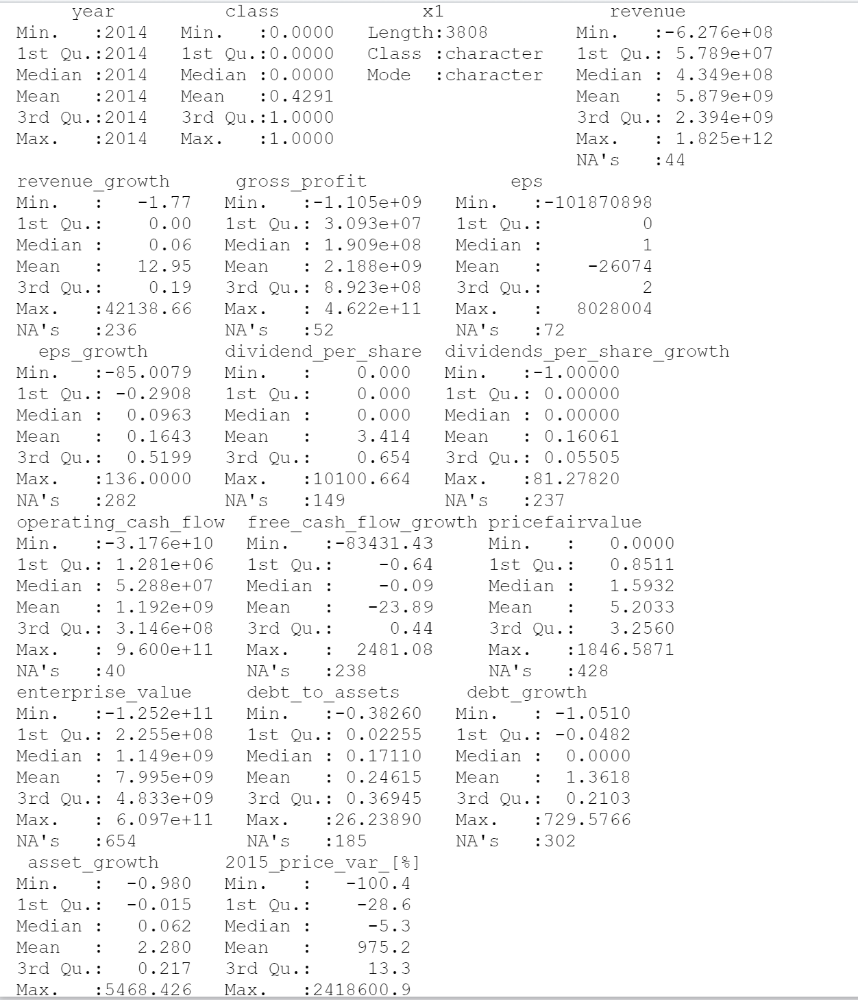 year class x1 revenue
Min. :2014 Min. :0.0000 Length:3808 Min. :-6.276e+08
1st Qu.:2014 1st Qu.:0.0000 Class :character 1st Qu.: 5.789e+07
Median :2014 Median :0.0000 Mode :character Median : 4.349e+08
Mean :2014 Mean :0.4291 Mean : 5.879e+09
3rd Qu.:2014 3rd Qu.:1.0000 3rd Qu.: 2.394e+09
Max. :2014 Max. :1.0000 Max. : 1.825e+12
NA's :44
revenue_growth gross_profit eps
Min. : -1.77 Min. :-1.105e+09 Min. :-101870898
1st Qu.: 0.00 1st Qu.: 3.093e+07 1st Qu.: 0
Median : 0.06 Median : 1.909e+08 Median : 1
Mean : 12.95 Mean : 2.188e+09 Mean : -26074
3rd Qu.: 0.19 3rd Qu.: 8.923e+08 3rd Qu.: 2
Max. :42138.66 Max. : 4.622e+11 Max. : 8028004
NA's :236 NA's :52 NA's :72
eps_growth dividend_per_share dividends_per_share_growth
Min. :-85.0079 Min. : 0.000 Min. :-1.00000
1st Qu.: -0.2908 1st Qu.: 0.000 1st Qu.: 0.00000
Median : 0.0963 Median : 0.000 Median : 0.00000
Mean : 0.1643 Mean : 3.414 Mean : 0.16061
3rd Qu.: 0.5199 3rd Qu.: 0.654 3rd Qu.: 0.05505
Max. :136.0000 Max. :10100.664 Max. :81.27820
NA's :282 NA's :149 NA's :237
operating_cash_flow free_cash_flow_growth pricefairvalue
Min. :-3.176e+10 Min. :-83431.43 Min. : 0.0000
1st Qu.: 1.281e+06 1st Qu.: -0.64 1st Qu.: 0.8511
Median : 5.288e+07 Median : -0.09 Median : 1.5932
Mean : 1.192e+09 Mean : -23.89 Mean : 5.2033
3rd Qu.: 3.146e+08 3rd Qu.: 0.44 3rd Qu.: 3.2560
Max. : 9.600e+11 Max. : 2481.08 Max. :1846.5871
NA's :40 NA's :238 NA's :428
enterprise_value debt_to_assets debt_growth
Min. :-1.252e+11 Min. :-0.38260 Min. : -1.0510
1st Qu.: 2.255e+08 1st Qu.: 0.02255 1st Qu.: -0.0482
Median : 1.149e+09 Median : 0.17110 Median : 0.0000
Mean : 7.995e+09 Mean : 0.24615 Mean : 1.3618
3rd Qu.: 4.833e+09 3rd Qu.: 0.36945 3rd Qu.: 0.2103
Max. : 6.097e+11 Max. :26.23890 Max. :729.5766
NA's :654 NA's :185 NA's :302
asset_growth 2015_price_var_[%]
Min. : -0.980 Min. : -100.4
1st Qu.: -0.015 1st Qu.: -28.6
Median : 0.062 Median : -5.3
Mean : 2.280 Mean : 975.2
3rd Qu.: 0.217 3rd Qu.: 13.3
Max. :5468.426 Max. :2418600.9